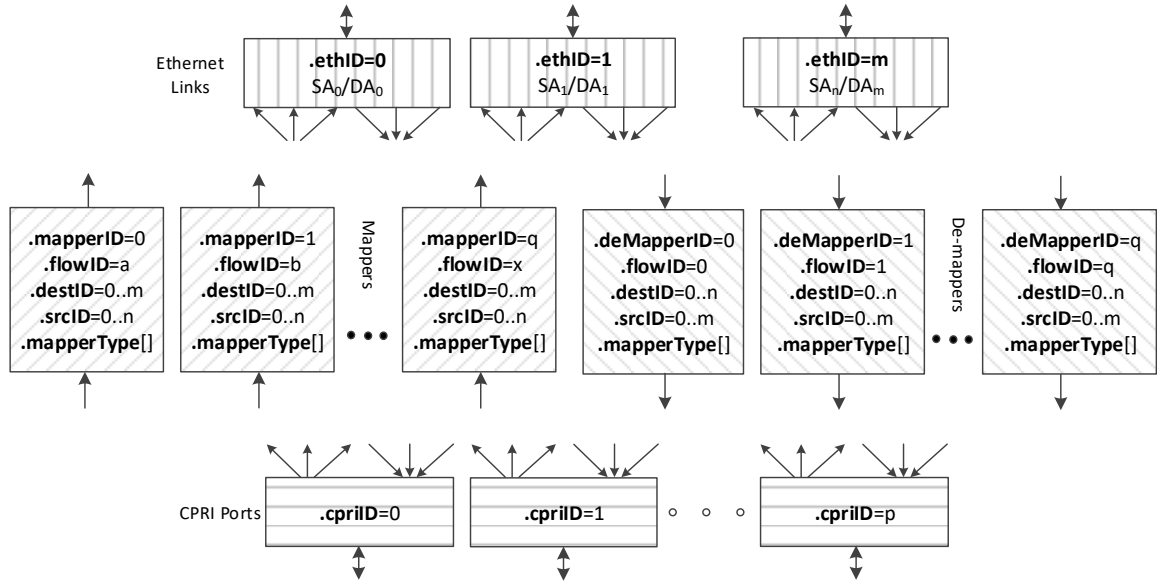 Ethernet
Links
.ethID=0
SA0/DA0
.ethID=1
SA1/DA1
.ethID=m
SAn/DAm
.mapperID=0
.flowID=a
.destID=0..m
.srcID=0..n
.mapperType[]
.mapperID=1
.flowID=b
.destID=0..m
.srcID=0..n
.mapperType[]
Mappers
.mapperID=q
.flowID=x
.destID=0..m
.srcID=0..n
.mapperType[]
.deMapperID=0
.flowID=0
.destID=0..n
.srcID=0..m
.mapperType[]
.deMapperID=1
.flowID=1
.destID=0..n
.srcID=0..m
.mapperType[]
De-mappers
.deMapperID=q
.flowID=q
.destID=0..n
.srcID=0..m
.mapperType[]
CPRI Ports
.cpriID=0
.cpriID=1
.cpriID=p